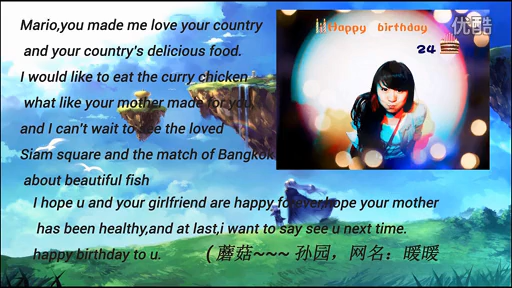 优酷
Happy birthday
24
Mario,you made me love your country
and your country's delicious food.
I would like to eat the curry chicken
what like your mother made for you,
and I can't wait to see the loved
Siam square and the match of Bangkok
about beautiful fish
I hope u and your girlfriend are happy forever,hope your mother
has been healthy,and at last,i want to say see u next time.
happy birthday to u. (蘑菇~~~ 孙园，网名：暖暖